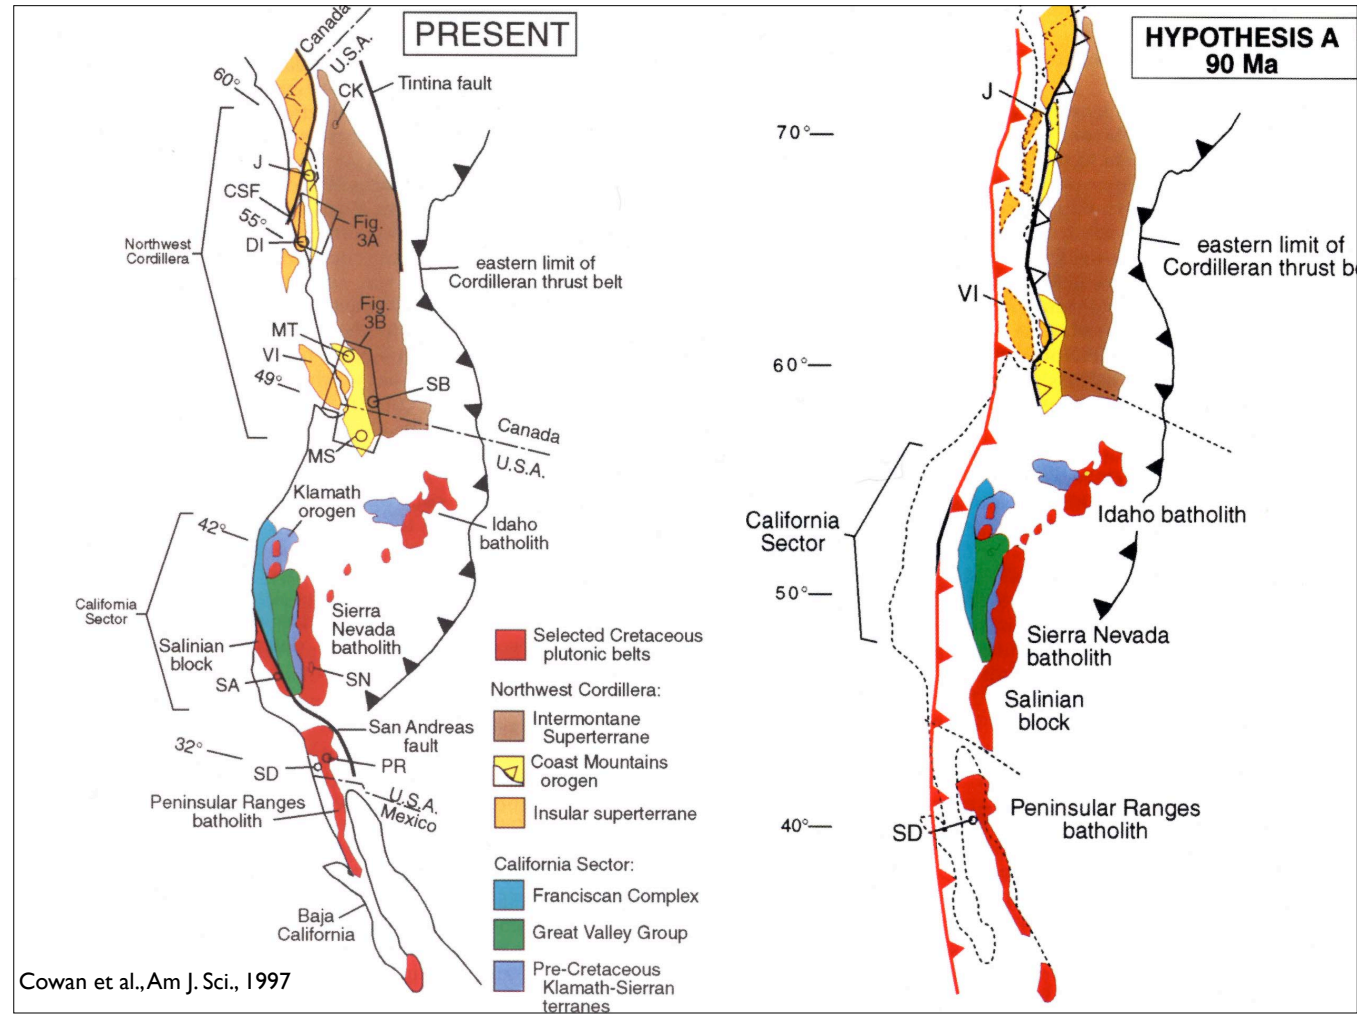 PRESENT
Canada
U.S.A.
60°
CK
Tintina fault
J
CSF
55°
DI
Fig.
3A
Northwest
Cordillera
eastern limit of
Cordilleran thrust belt
Fig.
3B
MT
VI
49°
SB
MS
Canada
U.S.A.
Klamath
orogen
42°
Idaho
batholith
California
Sector
Salinian
block
Sierra
Nevada
batholith
SA
SN
San Andreas
fault
32°
SD
PR
U.S.A.
Mexico
Peninsular Ranges
batholith
Baja
California
Selected Cretaceous
plutonic belts
Northwest Cordillera:
Intermontane
Superterrane
Coast Mountains
orogen
Insular superterrane
California Sector:
Franciscan Complex
Great Valley Group
Pre-Cretaceous
Klamath-Sierran
terranes
Cowan et al., Am J. Sci., 1997
HYPOTHESIS A
90 Ma
J
70°
eastern limit of
Cordilleran thrust be
VI
60°
California
Sector
Idaho batholith
50°
Sierra Nevada
batholith
Salinian
block
40°
SD
Peninsular Ranges
batholith